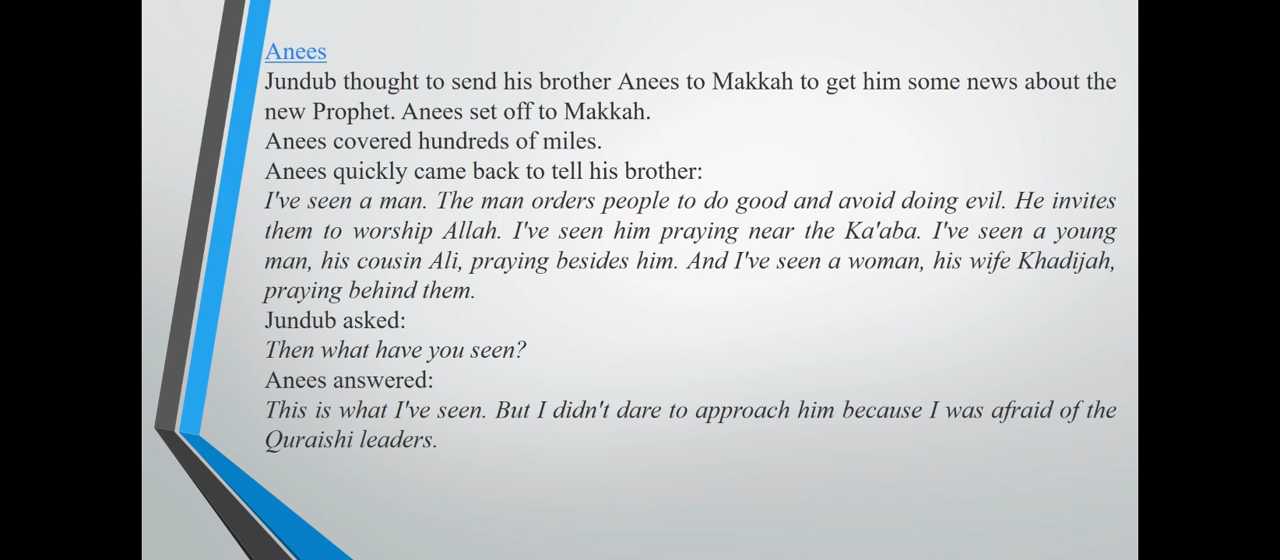 Anees
Jundub thought to send his brother Anees to Makkah to get him some news about the
new Prophet. Anees set off to Makkah.
Anees covered hundreds of miles.
Anees quickly came back to tell his brother:
I've seen a man. The man orders people to do good and avoid doing evil. He invites
them to worship Allah. I've seen him praying near the Ka'aba. I've seen a young
man, his cousin Ali, praying besides him. And I've seen a woman, his wife Khadijah,
praying behind them.
Jundub asked:
Then what have you seen?
Anees answered:
This is what I've seen. But I didn't dare to approach him because I was afraid of the
Quraishi leaders.